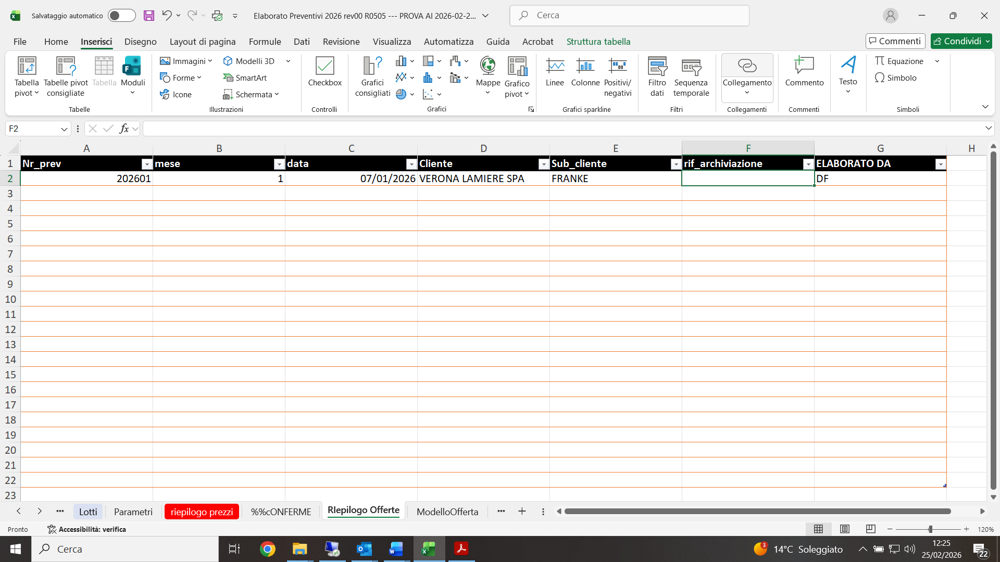 Salvataggio automatico
Elaborato Preventivi 2026 rev00 R0505 --- PROVA AI 2026-02-2...
Cerca
File Home Inserisci Disegno Layout di pagina Formule Dati Revisione Visualizza Automatizza Guida Acrobat Struttura tabella
Commenti Condividi
Tabella pivot
Tabelle pivot consigliate
Tabella
Moduli
Tabelle
Immagini
Forme
Icone
Modelli 3D
SmartArt
Schermata
Illustrazioni
Checkbox
Controlli
Grafici consigliati
Mappe
Grafico pivot
Grafici
Linee
Colonne
Positivi/ negativi
Grafici sparkline
Filtro dati
Sequenza temporale
Filtri
Collegamento
Collegamenti
Commento
Commenti
Testo
Equazione
Simbolo
Simboli
F2
fx
A B C D E F G H
1 Nr_prev mese data Cliente Sub_cliente rif_archiviazione ELABORATO DA
2 202601 1 07/01/2026 VERONA LAMIERE SPA FRANKE DF
3
4
5
6
7
8
9
10
11
12
13
14
15
16
17
18
19
20
21
22
23
Lotti Parametri riepilogo prezzi %%cONFERME RIepilogo Offerte ModelloOfferta
Pronto
Accessibilità: verifica
120%
Cerca
3
14°C Soleggiato
12:25
25/02/2026
22